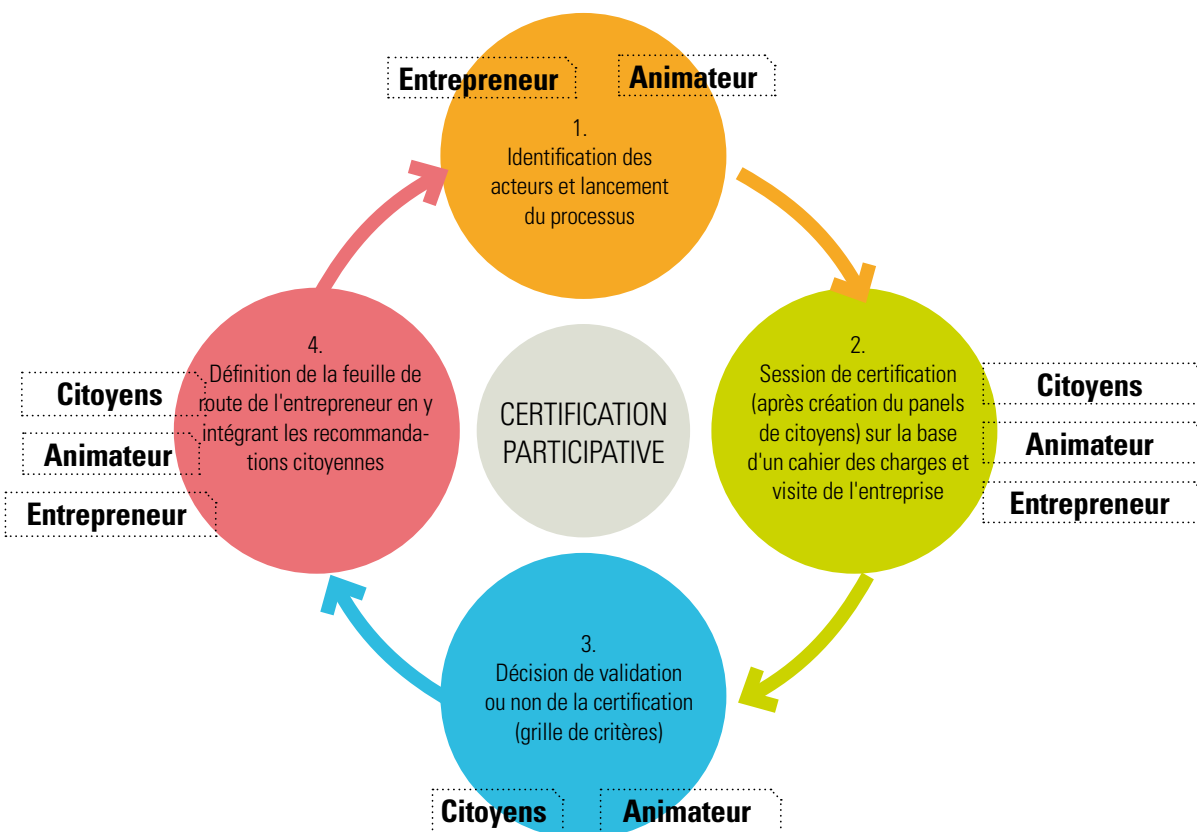 Entrepreneur
Animateur
1.
Identification des
acteurs et lancement
du processus
2.
Session de certification
(après création du panels
de citoyens) sur la base
d'un cahier des charges et
visite de l'entreprise
Citoyens
Animateur
Entrepreneur
3.
Décision de validation
ou non de la certification
(grille de critères)
Citoyens
Animateur
4.
Définition de la feuille de
route de l'entrepreneur en y
intégrant les recommanda-
tions citoyennes
Citoyens
Animateur
Entrepreneur
CERTIFICATION
PARTICIPATIVE